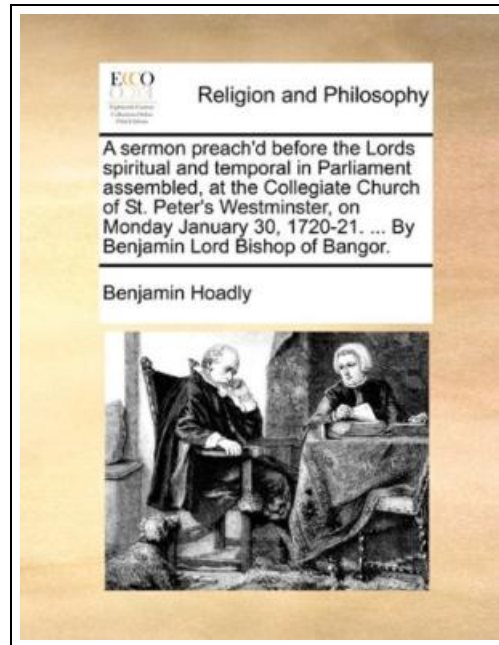 ECCO
Religion and Philosophy
A sermon preach'd before the Lords
spiritual and temporal in Parliament
assembled, at the Collegiate Church
of St. Peter's Westminster, on
Monday January 30, 1720-21. ... By
Benjamin Lord Bishop of Bangor.
Benjamin Hoadly